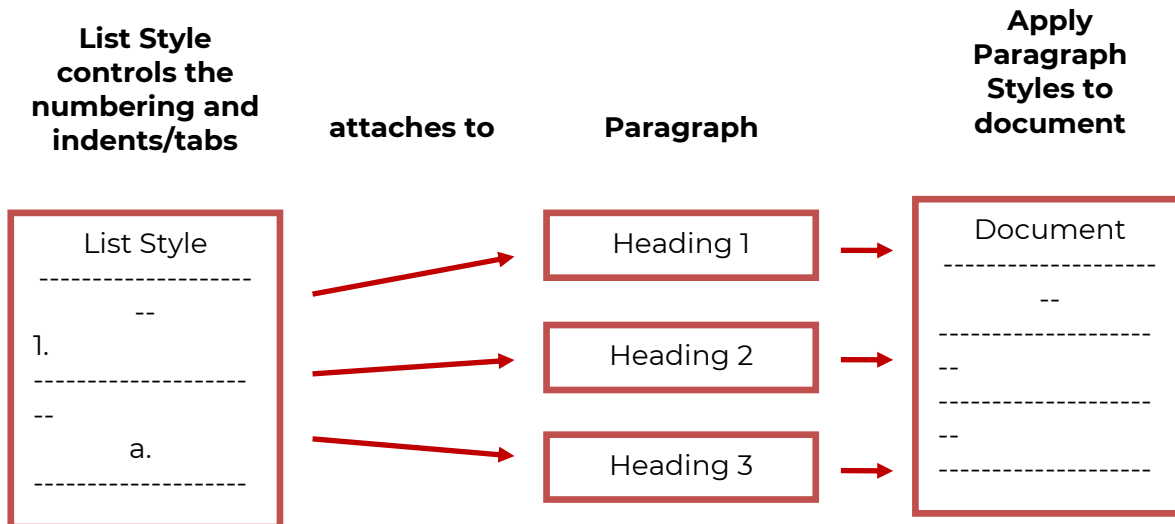 List Style
controls the
numbering and
indents/tabs
attaches to
Paragraph
Apply
Paragraph
Styles to
document
List Style
--------------------
--
1.
--------------------
--
a.
--------------------
Heading 1
Heading 2
Heading 3
Document
--------------------
--
--------------------
--
--------------------
--
--------------------